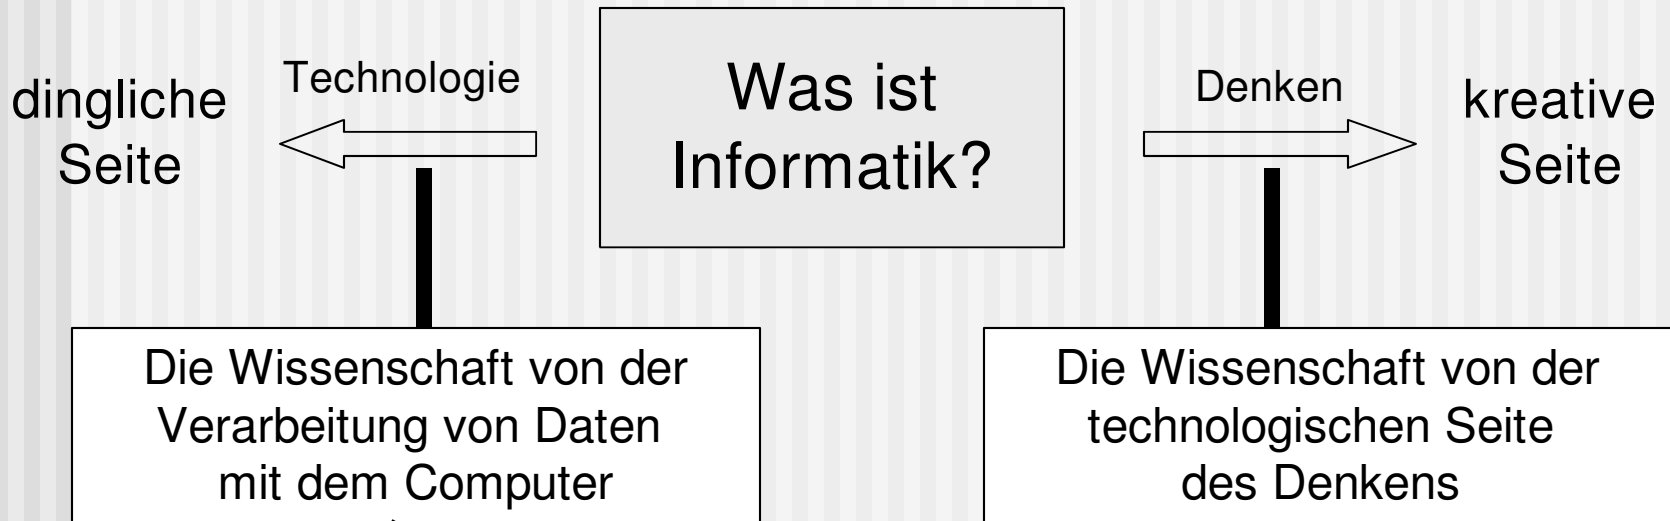 dingliche
Seite
Technologie
Was ist
Informatik?
Denken
kreative
Seite
Die Wissenschaft von der
Verarbeitung von Daten
mit dem Computer
Die Wissenschaft von der
technologischen Seite
des Denkens